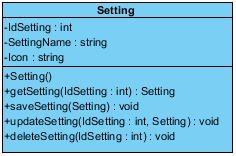 Setting
-IdSetting : int
-SettingName : string
-Icon : string
+Setting()
+getSetting(IdSetting : int) : Setting
+saveSetting(Setting) : void
+updateSetting(IdSetting : int, Setting) : void
+deleteSetting(IdSetting : int) : void